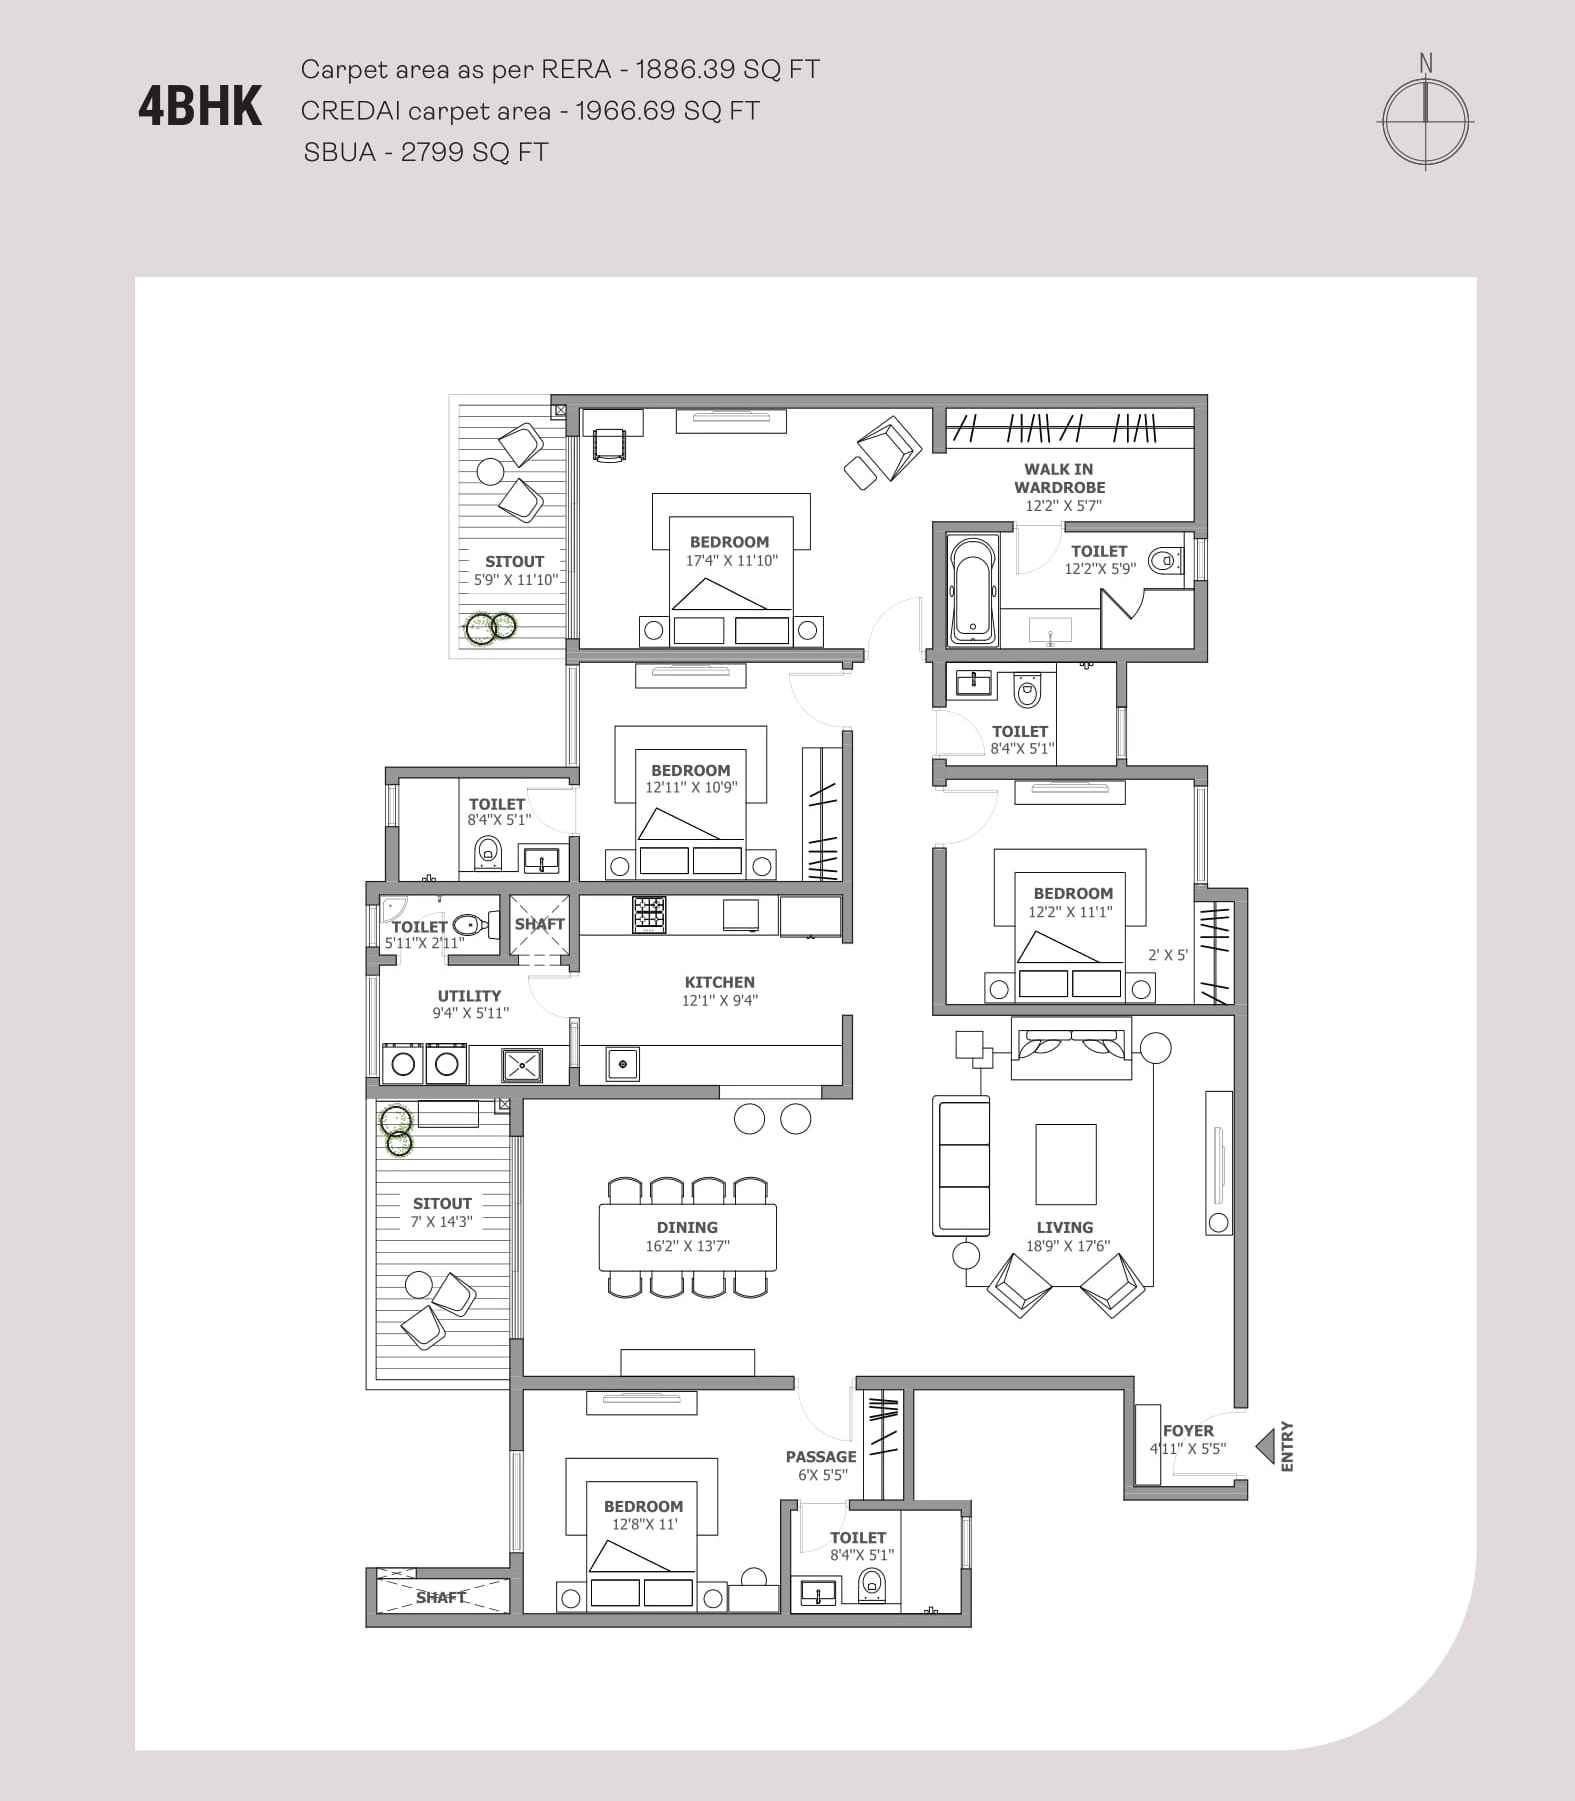 4BHK
Carpet area as per RERA - 1886.39 SQ FT
CREDAI carpet area - 1966.69 SQ FT
SBUA - 2799 SQ FT
N
WALK IN
WARDROBE
12'2" X 5'7"
BEDROOM
17'4" X 11'10"
TOILET
12'2"X 5'9"
SITOUT
5'9" X 11'10"
TOILET
8'4"X 5'1"
BEDROOM
12'11" X 10'9"
TOILET
8'4"X 5'1"
BEDROOM
12'2" X 11'1"
2' X 5'
TOILET
5'11"X 2'11"
SHAFT
KITCHEN
12'1" X 9'4"
UTILITY
9'4" X 5'11"
SITOUT
7' X 14'3"
DINING
16'2" X 13'7"
LIVING
18'9" X 17'6"
FOYER
4'11" X 5'5"
ENTRY
PASSAGE
6'X 5'5"
BEDROOM
12'8"X 11'
TOILET
8'4"X 5'1"
SHAFT